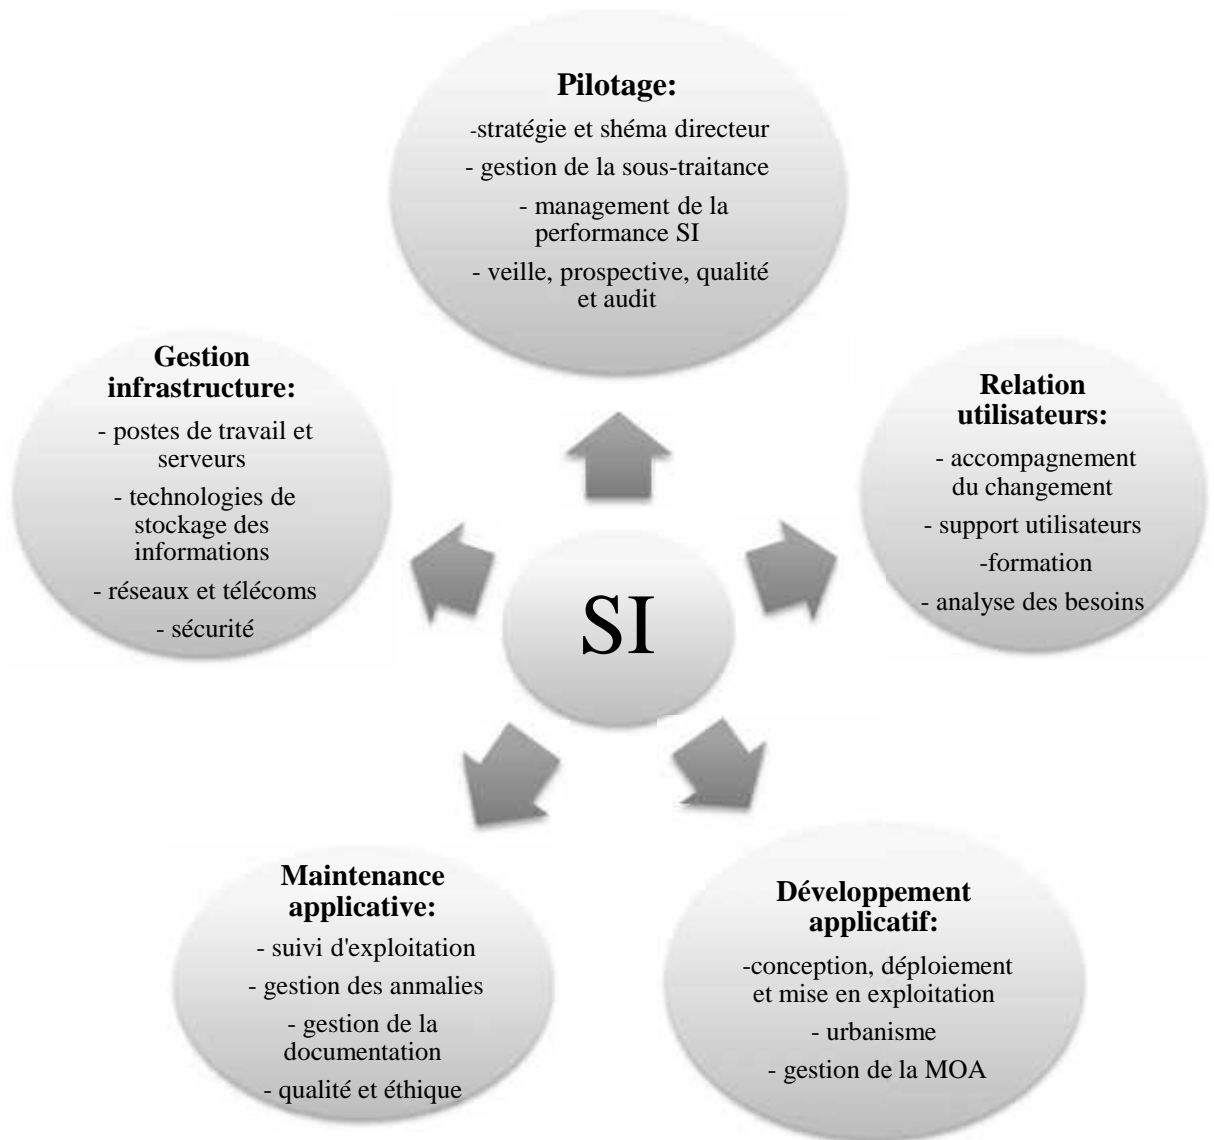 Pilotage:
-stratégie et shéma directeur
- gestion de la sous-traitance
- management de la
performance SI
- veille, prospective, qualité
et audit
Gestion
infrastructure:
- postes de travail et
serveurs
- technologies de
stockage des
informations
- réseaux et télécoms
- sécurité
Relation
utilisateurs:
- accompagnement
du changement
- support utilisateurs
-formation
- analyse des besoins
SI
Maintenance
applicative:
- suivi d'exploitation
- gestion des anmalies
- gestion de la
documentation
- qualité et éthique
Développement
applicatif:
-conception, déploiement
et mise en exploitation
- urbanisme
- gestion de la MOA